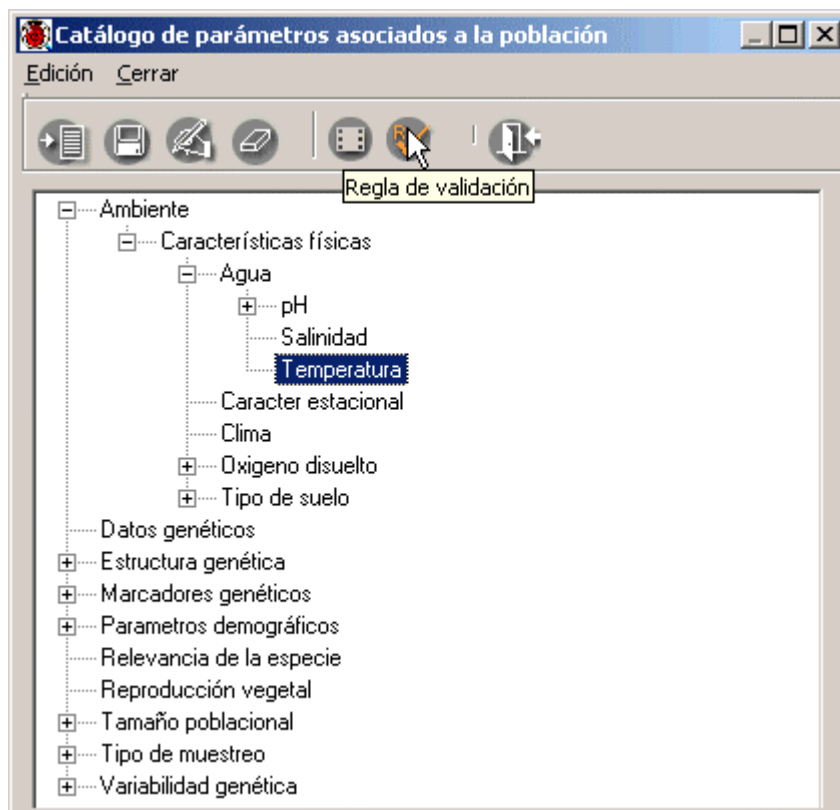 Catálogo de parámetros asociados a la población
Edición Cerrar
R
Regla de validación
Ambiente
Características físicas
Agua
pH
Salinidad
Temperatura
Caracter estacional
Clima
Oxigeno disuelto
Tipo de suelo
Datos genéticos
Estructura genética
Marcadores genéticos
Parametros demográficos
Relevancia de la especie
Reproducción vegetal
Tamaño poblacional
Tipo de muestreo
Variabilidad genética